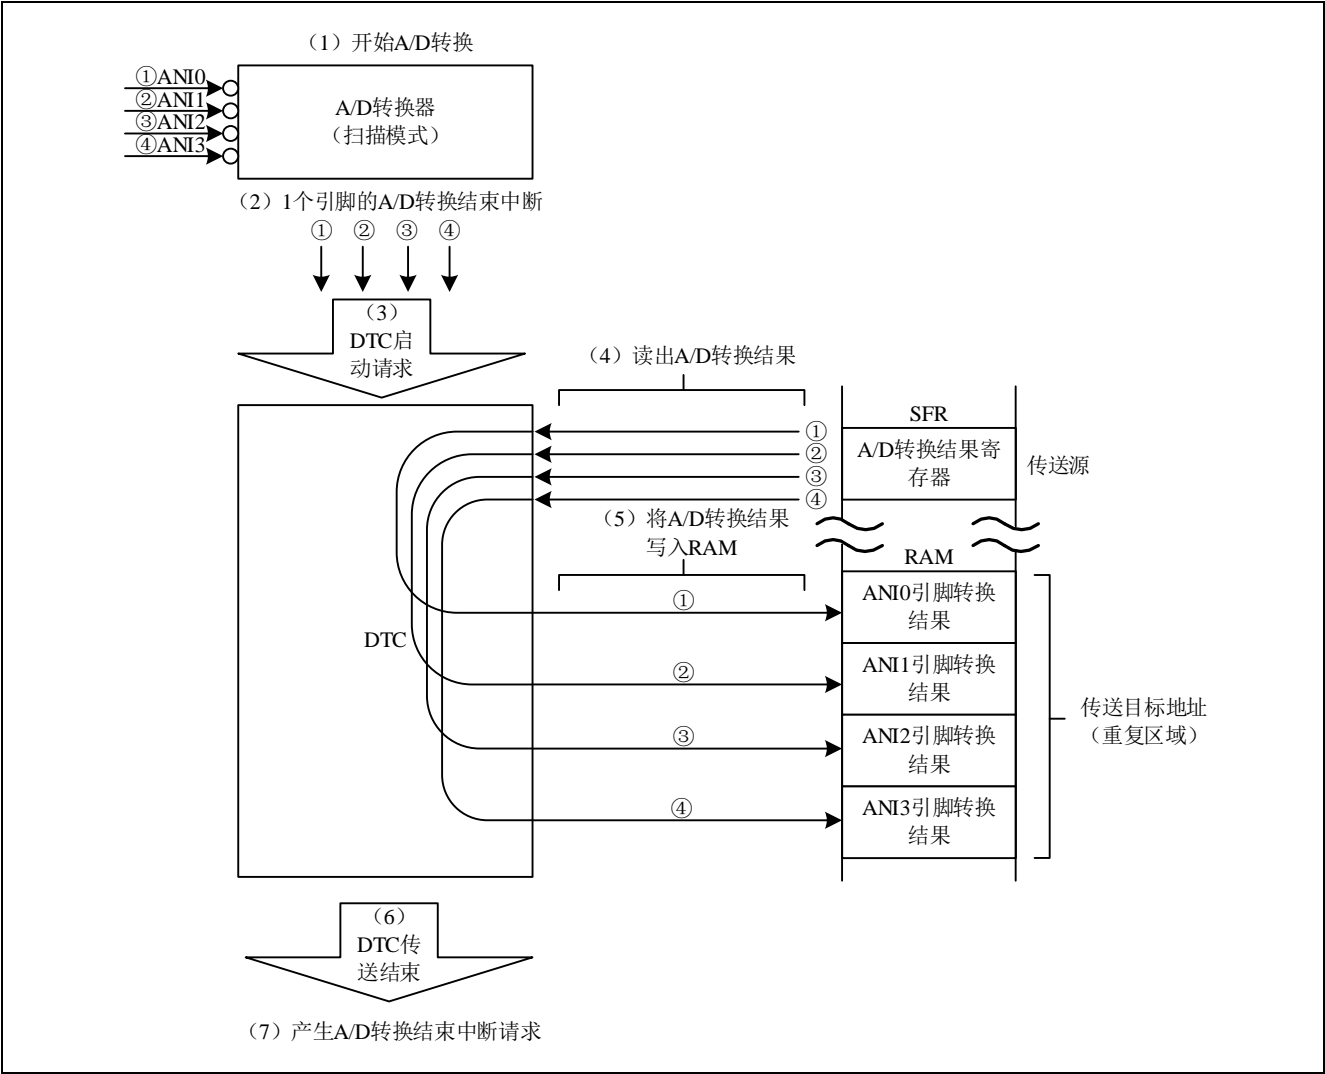 （1）开始A/D转换
①ANI0
②ANI1
③ANI2
④ANI3
A/D转换器
（扫描模式）
（2）1个引脚的A/D转换结束中断
① ② ③ ④
（3）
DTC启
动请求
（4）读出A/D转换结果
SFR
①
②
③
④
A/D转换结果寄
存器
传送源
（5）将A/D转换结果
写入RAM
RAM
DTC
①
ANI0引脚转换
结果
②
ANI1引脚转换
结果
③
ANI2引脚转换
结果
④
ANI3引脚转换
结果
传送目标地址
（重复区域）
（6）
DTC传
送结束
（7）产生A/D转换结束中断请求